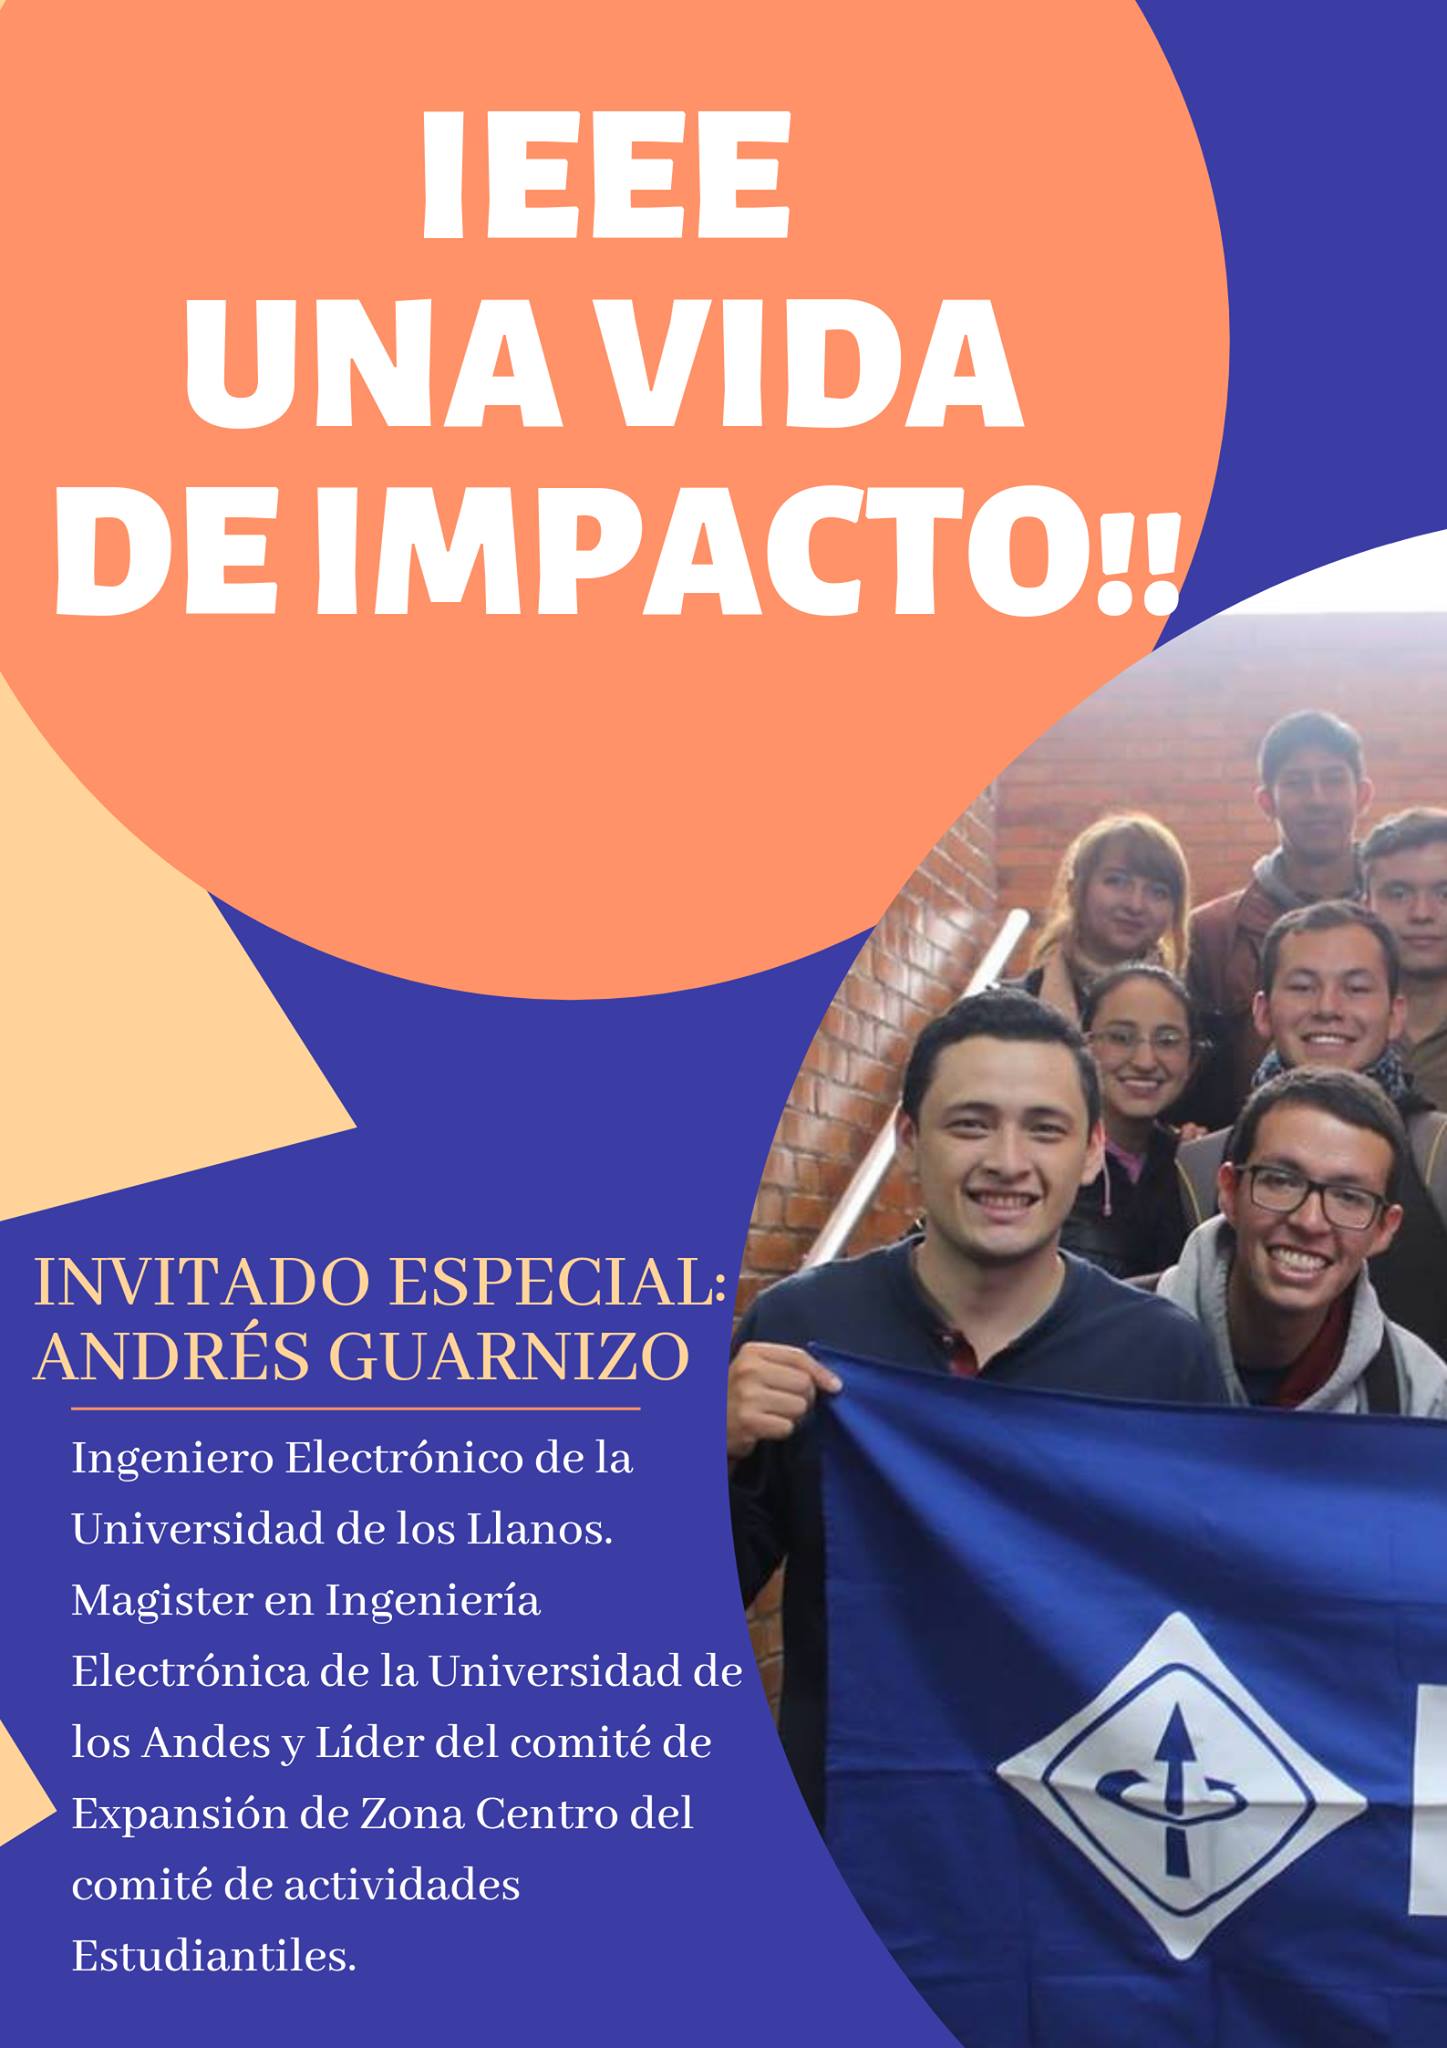 IEEE
UNA VIDA
DE IMPACTO!!
INVITADO ESPECIAL:
ANDRÉS GUARNIZO
Ingeniero Electrónico de la
Universidad de los Llanos.
Magister en Ingeniería
Electrónica de la Universidad de
los Andes y Líder del comité de
Expansión de Zona Centro del
comité de actividades
Estudiantiles.